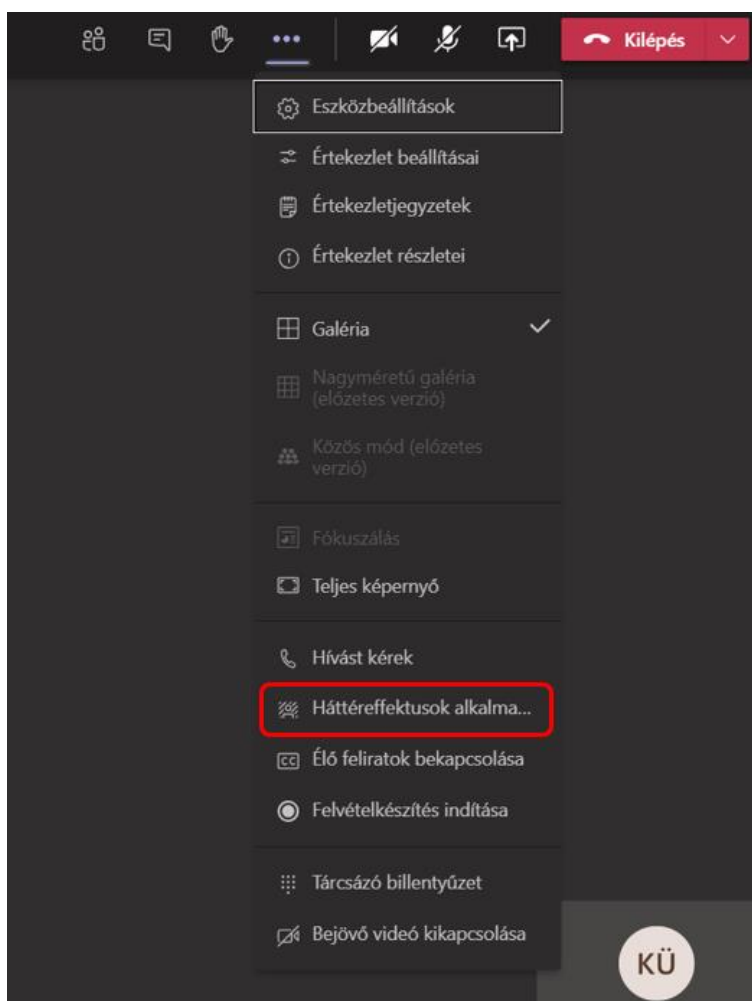 Kilépés
Eszközbeállítások
Értekezlet beállításai
Értekezletjegyzetek
Értekezlet részletei
Galéria
Nagyméretű galéria
(előzetes verzió)
Közös mód (előzetes
verzió)
Fókuszálás
Teljes képernyő
Hívást kérek
Háttéreffektusok alkalma...
CC Élő feliratok bekapcsolása
Felvételkészítés indítása
Tárcsázó billentyűzet
Bejövő videó kikapcsolása
KÜ